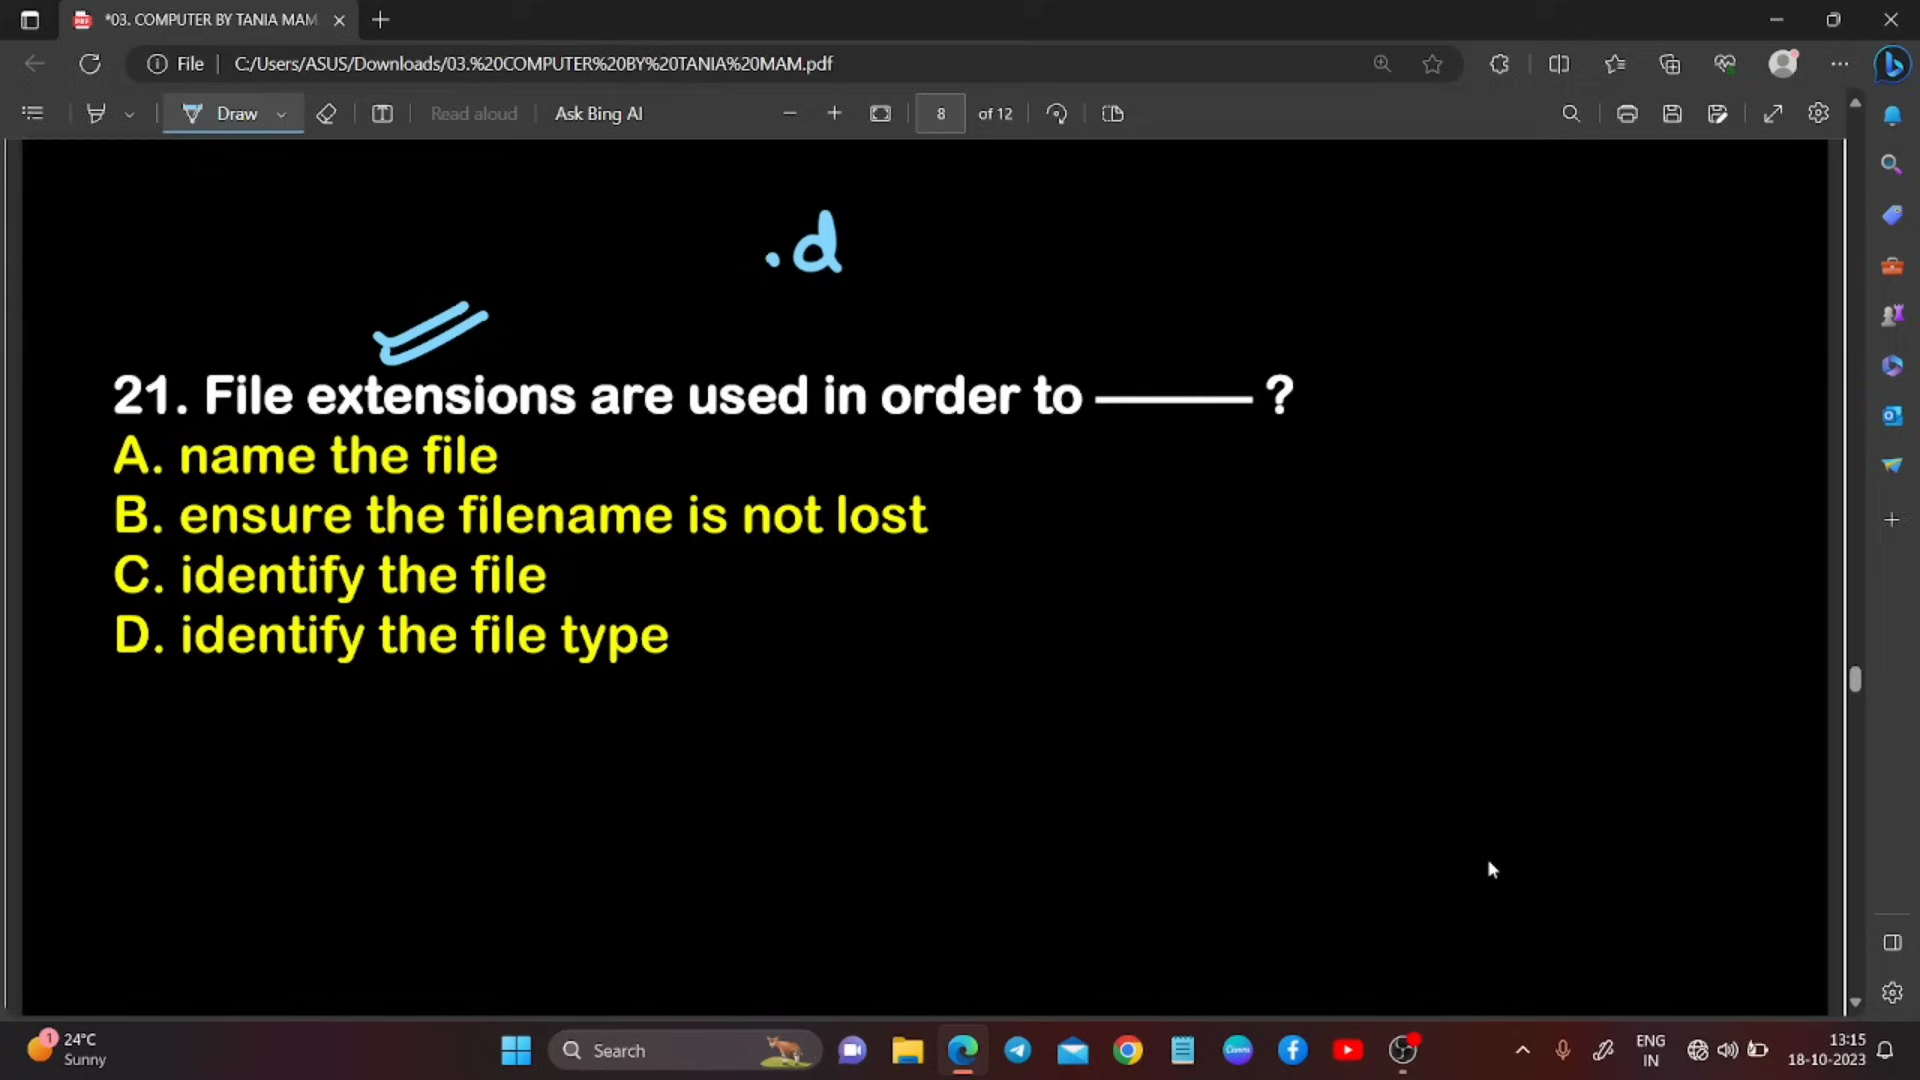 *03. COMPUTER BY TANIA MAM
File
C:/Users/ASUS/Downloads/03.%20COMPUTER%20BY%20TANIA%20MAM.pdf
Draw
Read aloud
Ask Bing AI
8 of 12
.d
21. File extensions are used in order to ——— ?
A. name the file
B. ensure the filename is not lost
C. identify the file
D. identify the file type
1
24°C
Sunny
Search
ENG
IN
13:15
18-10-2023